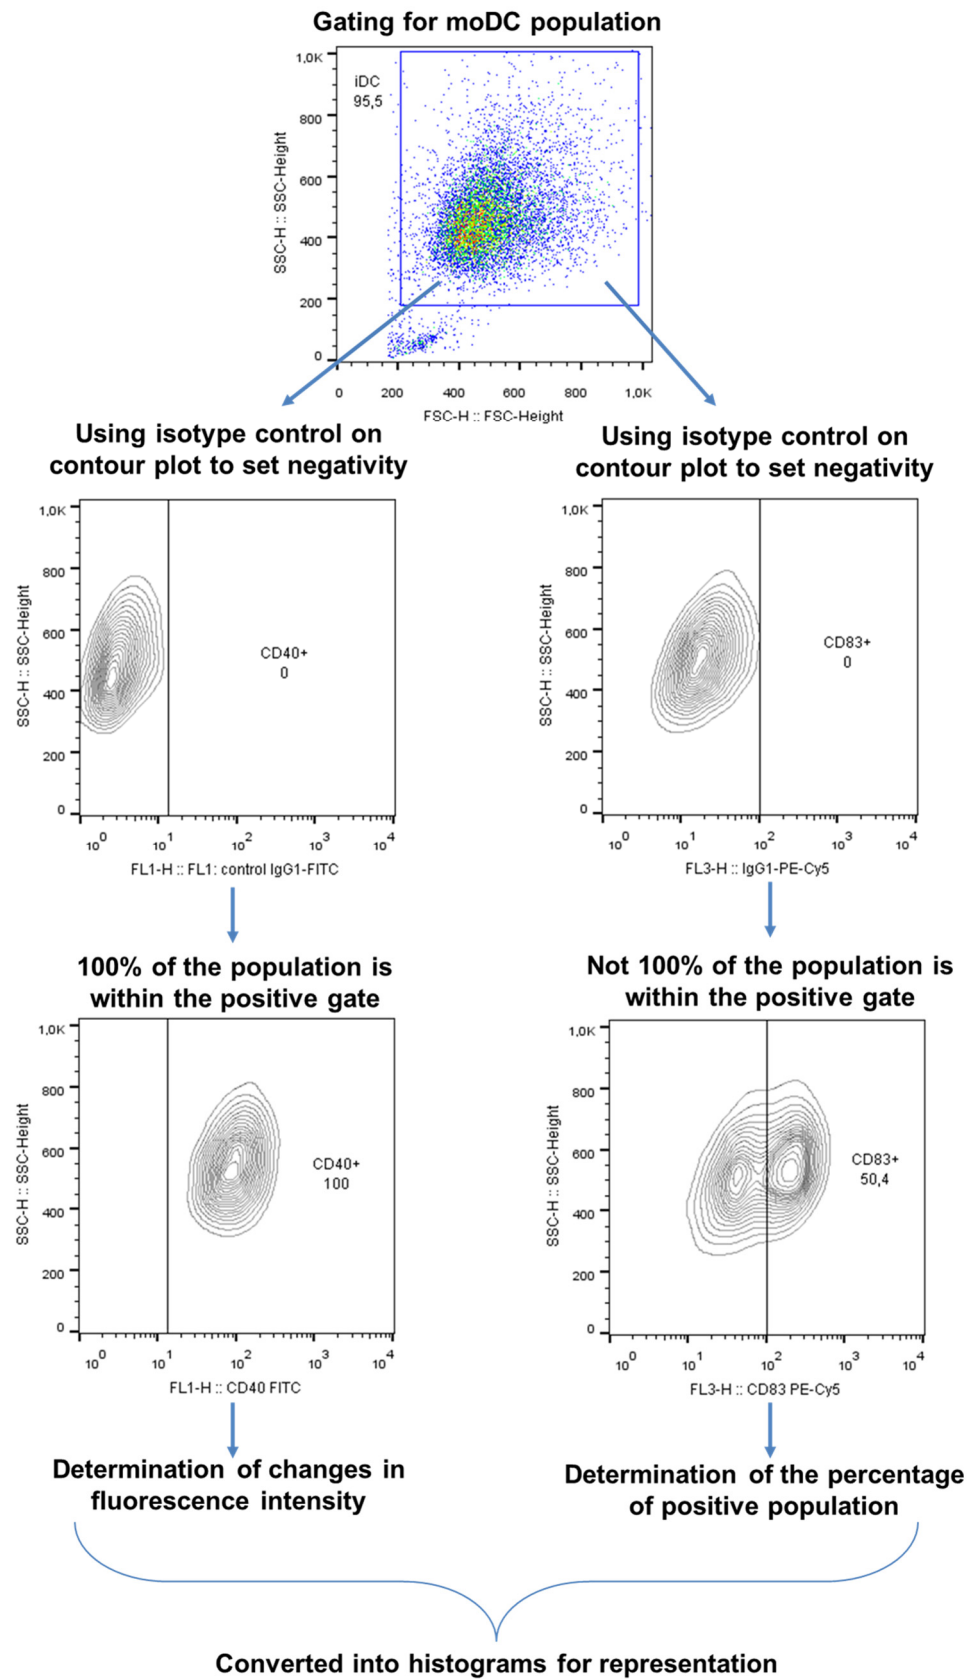 Gating for moDC population
iDC
95,5
1,0K
800
600
400
200
0
SSC-H :: SSC-Height
0 200 400 600 800 1,0K
FSC-H :: FSC-Height
Using isotype control on
contour plot to set negativity
1,0K
800
600
400
200
0
SSC-H :: SSC-Height
CD40+
0
10^0 10^1 10^2 10^3 10^4
FL1-H :: FL1: control IgG1-FITC
Using isotype control on
contour plot to set negativity
1,0K
800
600
400
200
0
SSC-H :: SSC-Height
CD83+
0
10^0 10^1 10^2 10^3 10^4
FL3-H :: IgG1-PE-Cy5
100% of the population is
within the positive gate
1,0K
800
600
400
200
0
SSC-H :: SSC-Height
CD40+
100
10^0 10^1 10^2 10^3 10^4
FL1-H :: CD40 FITC
Not 100% of the population is
within the positive gate
1,0K
800
600
400
200
0
SSC-H :: SSC-Height
CD83+
50,4
10^0 10^1 10^2 10^3 10^4
FL3-H :: CD83 PE-Cy5
Determination of changes in
fluorescence intensity
Determination of the percentage
of positive population
Converted into histograms for representation